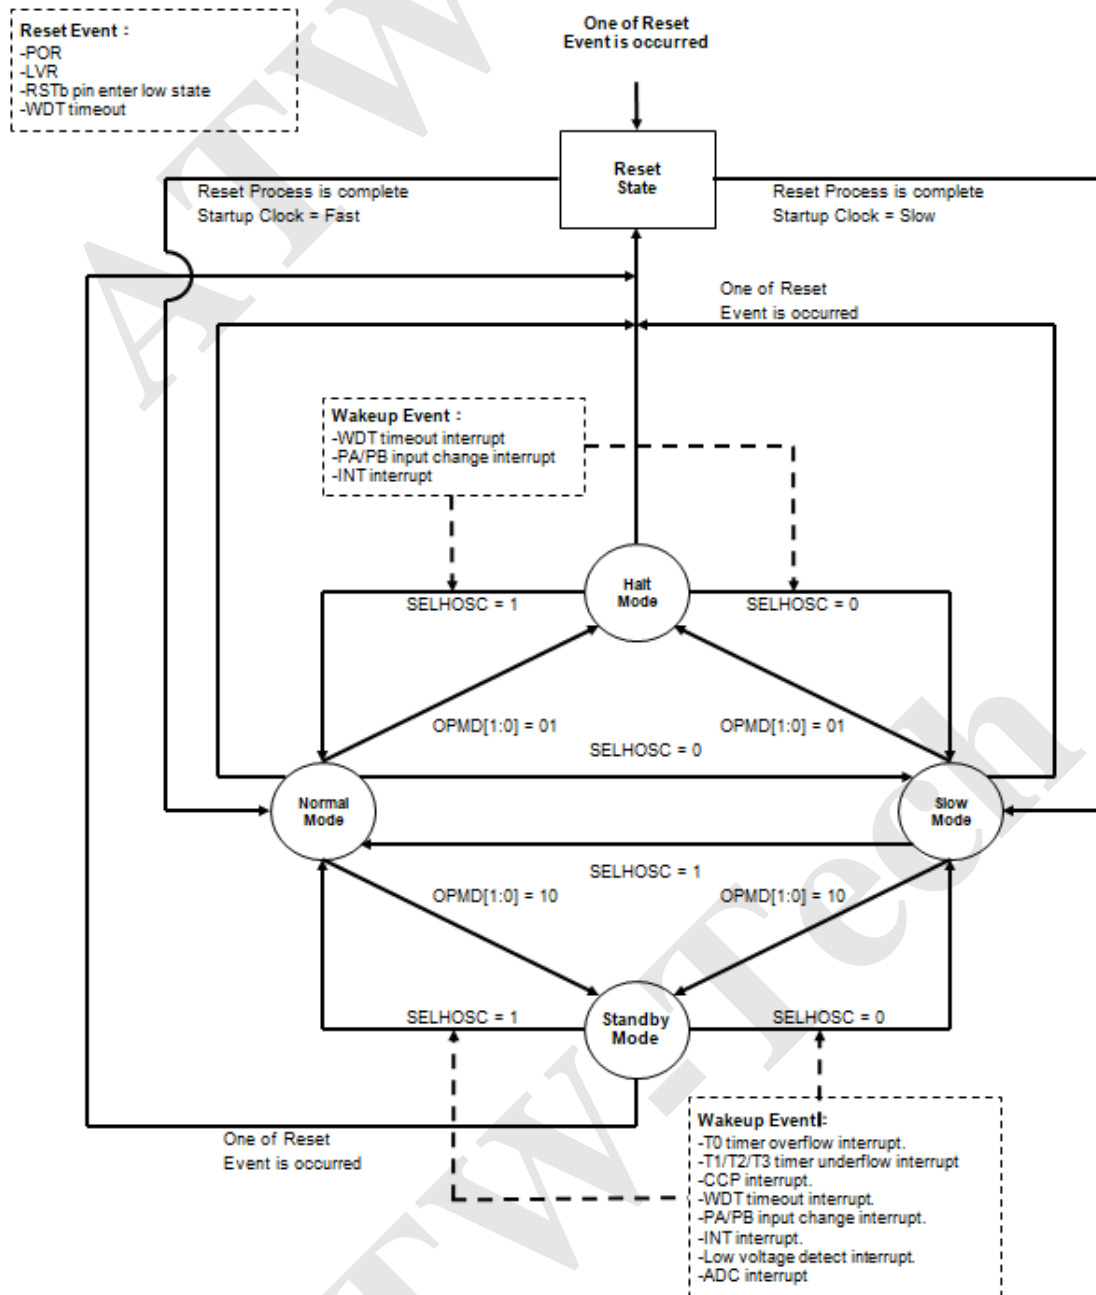 Reset Event :
-POR
-LVR
-RSTb pin enter low state
-WDT timeout
One of Reset
Event is occurred
Reset
State
Reset Process is complete
Startup Clock = Fast
Reset Process is complete
Startup Clock = Slow
One of Reset
Event is occurred
Wakeup Event :
-WDT timeout interrupt
-PA/PB input change interrupt
-INT interrupt
Halt
Mode
SELHOSC = 1
SELHOSC = 0
OPMD[1:0] = 01
OPMD[1:0] = 01
SELHOSC = 0
Normal
Mode
Slow
Mode
SELHOSC = 1
OPMD[1:0] = 10
OPMD[1:0] = 10
SELHOSC = 1
Standby
Mode
SELHOSC = 0
One of Reset
Event is occurred
Wakeup Event :
-T0 timer overflow interrupt.
-T1/T2/T3 timer underflow interrupt
-CCP interrupt.
-WDT timeout interrupt.
-PA/PB input change interrupt.
-INT interrupt.
-Low voltage detect interrupt.
-ADC interrupt
ATW
ATW-Tech